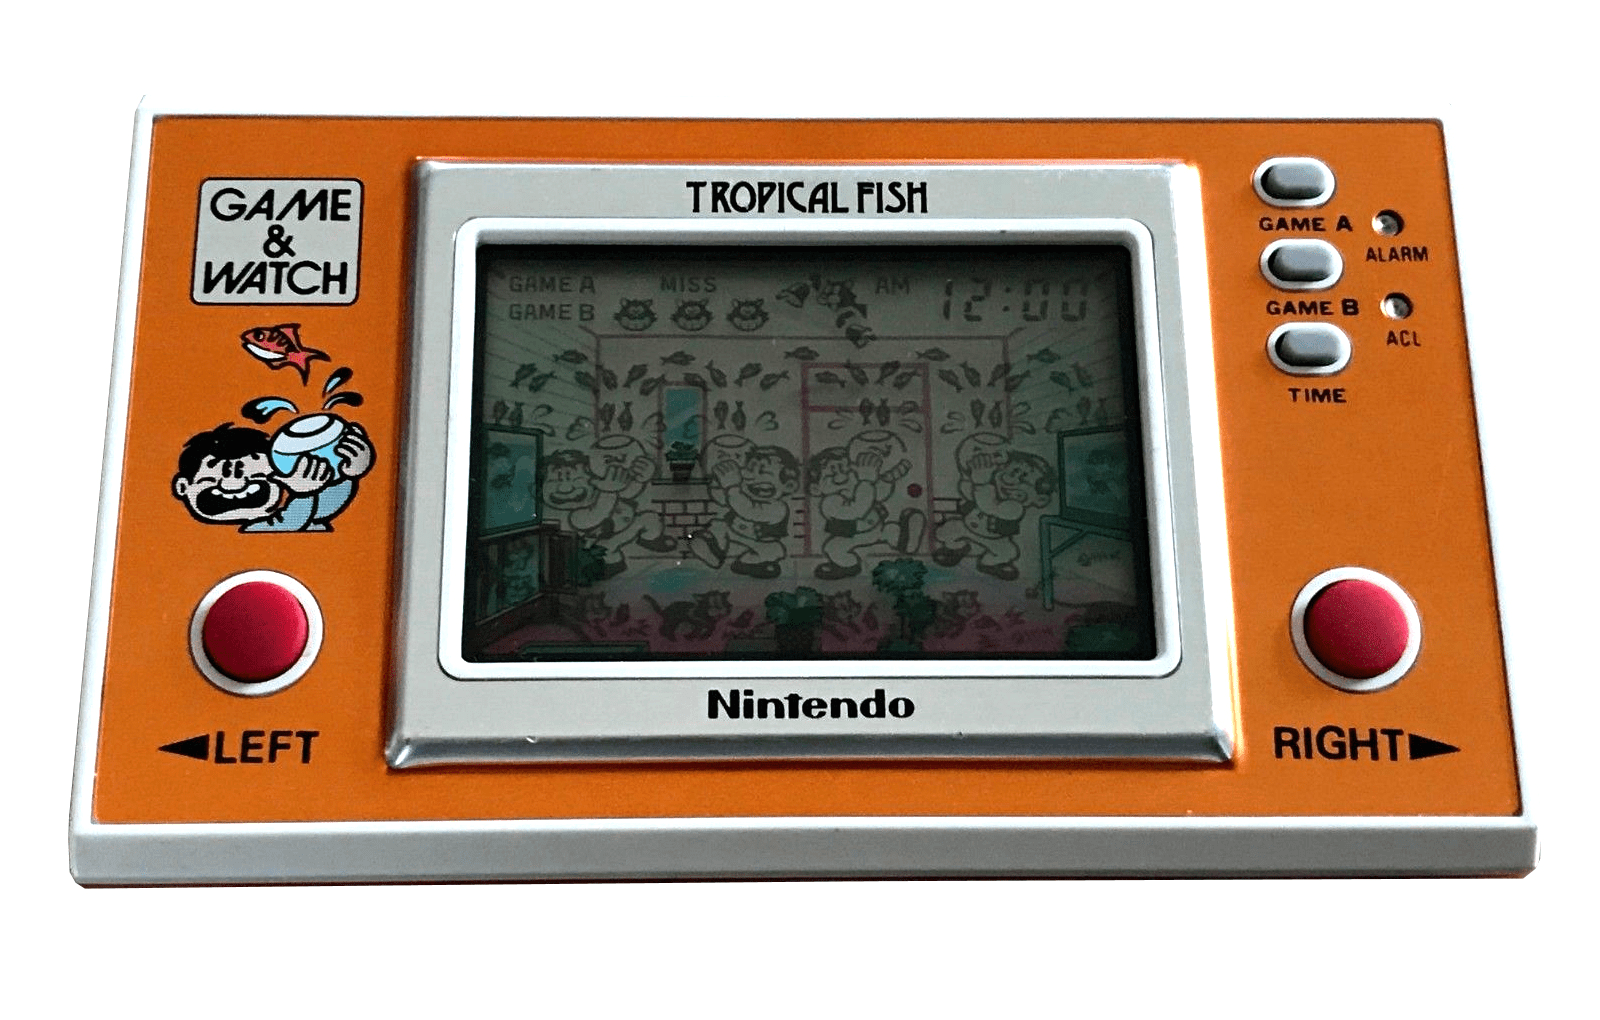 GAME
&
WATCH
TROPICAL FISH
GAME A
GAME B
MISS
AM
12:00
GAME A
ALARM
GAME B
ACL
TIME
Nintendo
◀LEFT
RIGHT▶